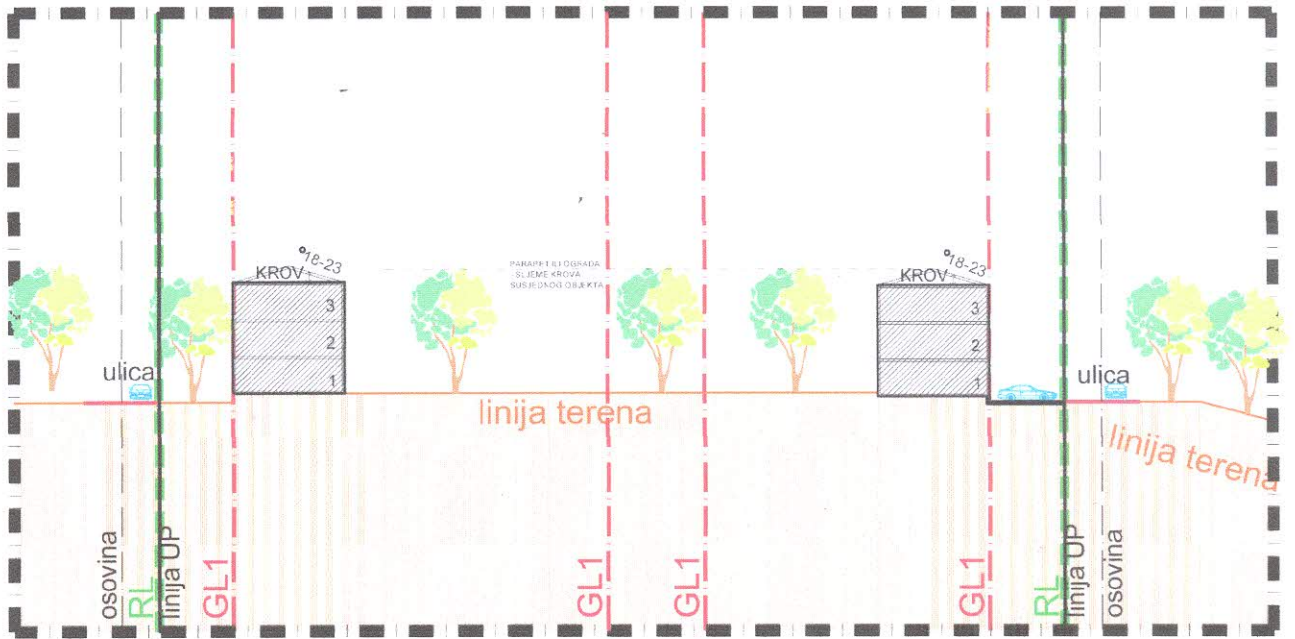 °18-23
KROV
3
2
1
PARAPET ILI OGRADA
SLJEME KROVA
SUSJEDNOG OBJEKTA
°18-23
KROV
3
2
1
ulica
ulica
linija terena
linija terena
osovina
RL
linija UP
GL1
GL1
GL1
GL1
RL
linija UP
osovina